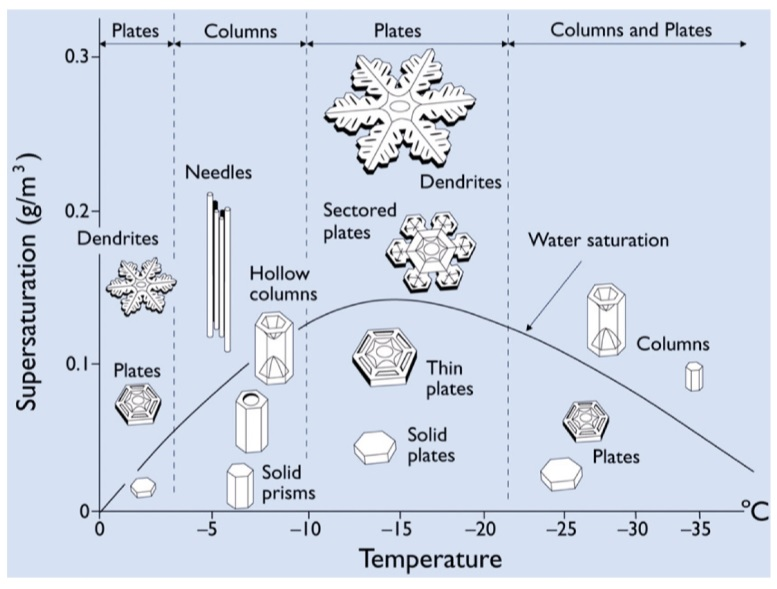 Plates
Columns
Plates
Columns and Plates
Supersaturation (g/m³)
0.3
0.2
0.1
0
Dendrites
Needles
Sectored
plates
Dendrites
Water saturation
Hollow
columns
Plates
Thin
plates
Columns
Solid
prisms
Solid
plates
Plates
0
–5
–10
–15
–20
–25
–30
–35
°C
Temperature